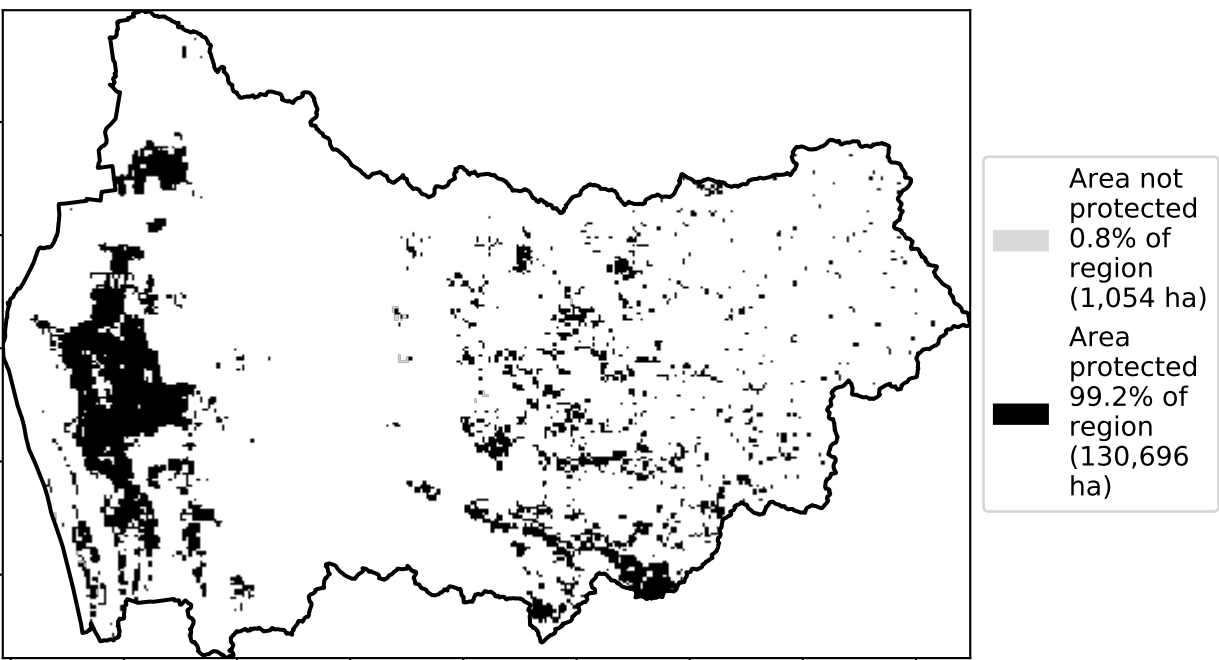 Area not
protected
0.8% of
region
(1,054 ha)
Area
protected
99.2% of
region
(130,696
ha)